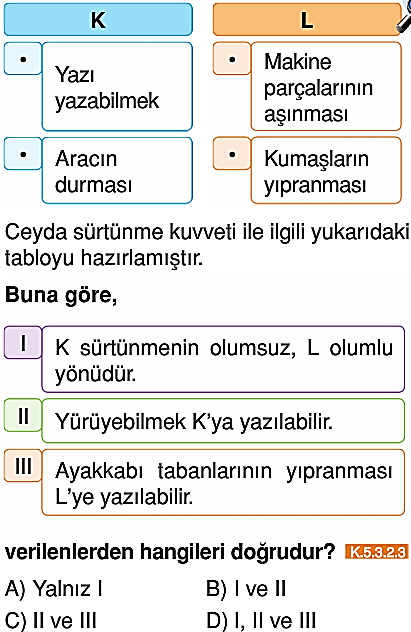 K
L
• Yazı
yazabilmek
• Makine
parçalarının
aşınması
• Aracın
durması
• Kumaşların
yıpranması
Ceyda sürtünme kuvveti ile ilgili yukarıdaki
tabloyu hazırlamıştır.
Buna göre,
I K sürtünmenin olumsuz, L olumlu
yönüdür.
II Yürüyebilmek K'ya yazılabilir.
III Ayakkabı tabanlarının yıpranması
L'ye yazılabilir.
verilenlerden hangileri doğrudur? K.5.3.2.3
A) Yalnız I B) I ve II
C) II ve III D) I, II ve III